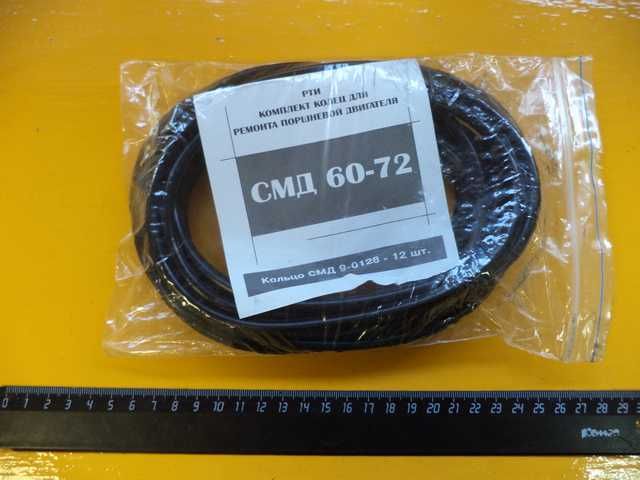 РТИ
КОМПЛЕКТ КОЛЕЦ ДЛЯ
РЕМОНТА ПОРШНЕВОЙ ДВИГАТЕЛЯ
СМД 60-72
Кольцо СМД 9-0128 - 12 шт.
0 1 2 3 4 5 6 7 8 9 10 11 12 13 14 15 16 17 18 19 20 21 22 23 24 25 26 27 28 29